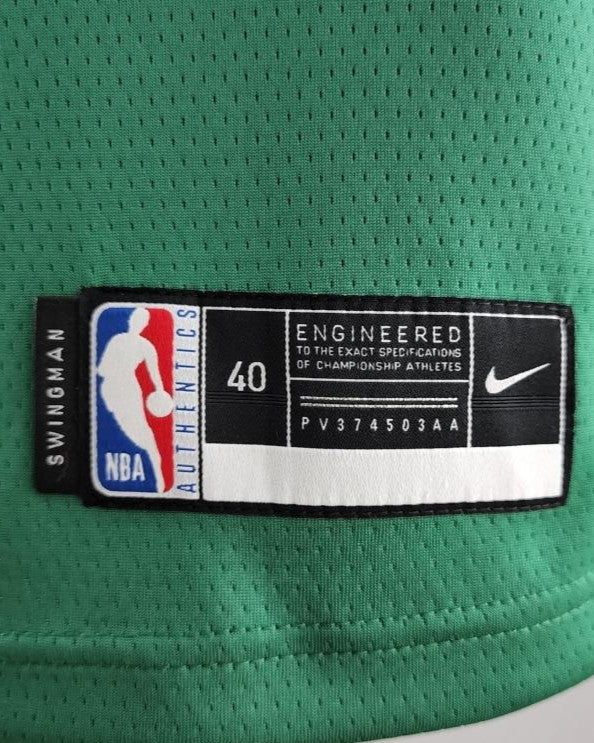 SWINGMAN
NBA
AUTHENTICS
40
ENGINEERED
TO THE EXACT SPECIFICATIONS
OF CHAMPIONSHIP ATHLETES
PV374503AA